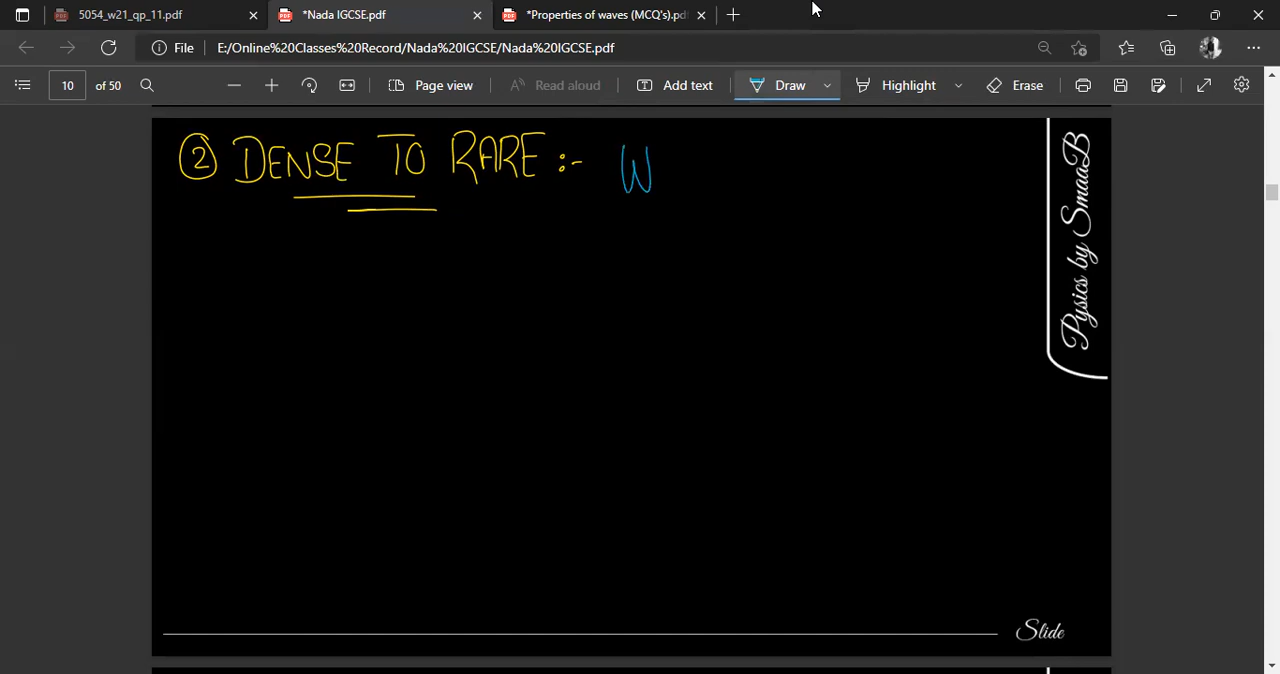 5054_w21_qp_11.pdf
*Nada IGCSE.pdf
*Properties of waves (MCQ's).pd
File
E:/Online%20Classes%20Record/Nada%20IGCSE/Nada%20IGCSE.pdf
10 of 50
Page view
Read aloud
Add text
Draw
Highlight
Erase
② DENSE TO RARE :- W
Pysics by SmaaB
Slide